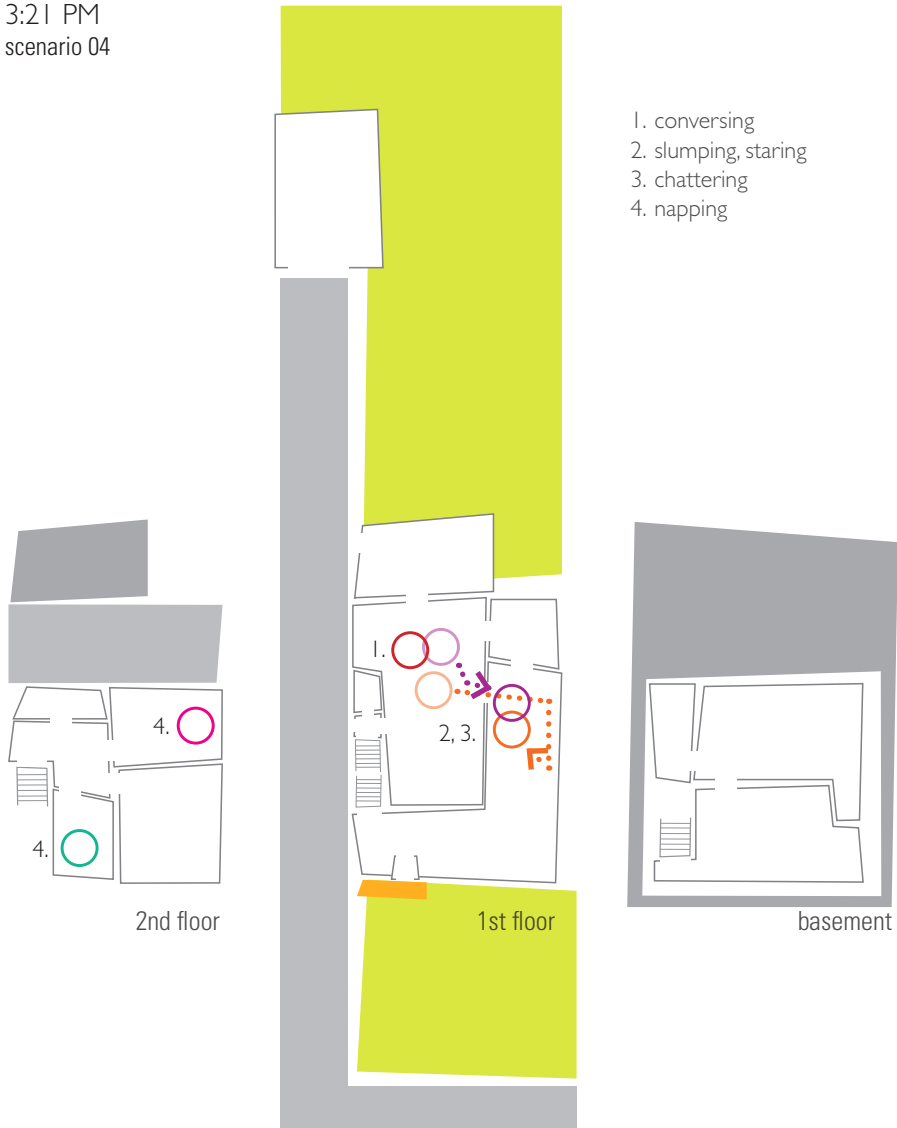 3:21 PM
scenario 04
1. conversing
2. slumping, staring
3. chattering
4. napping
1.
2, 3.
4.
4.
2nd floor
1st floor
basement